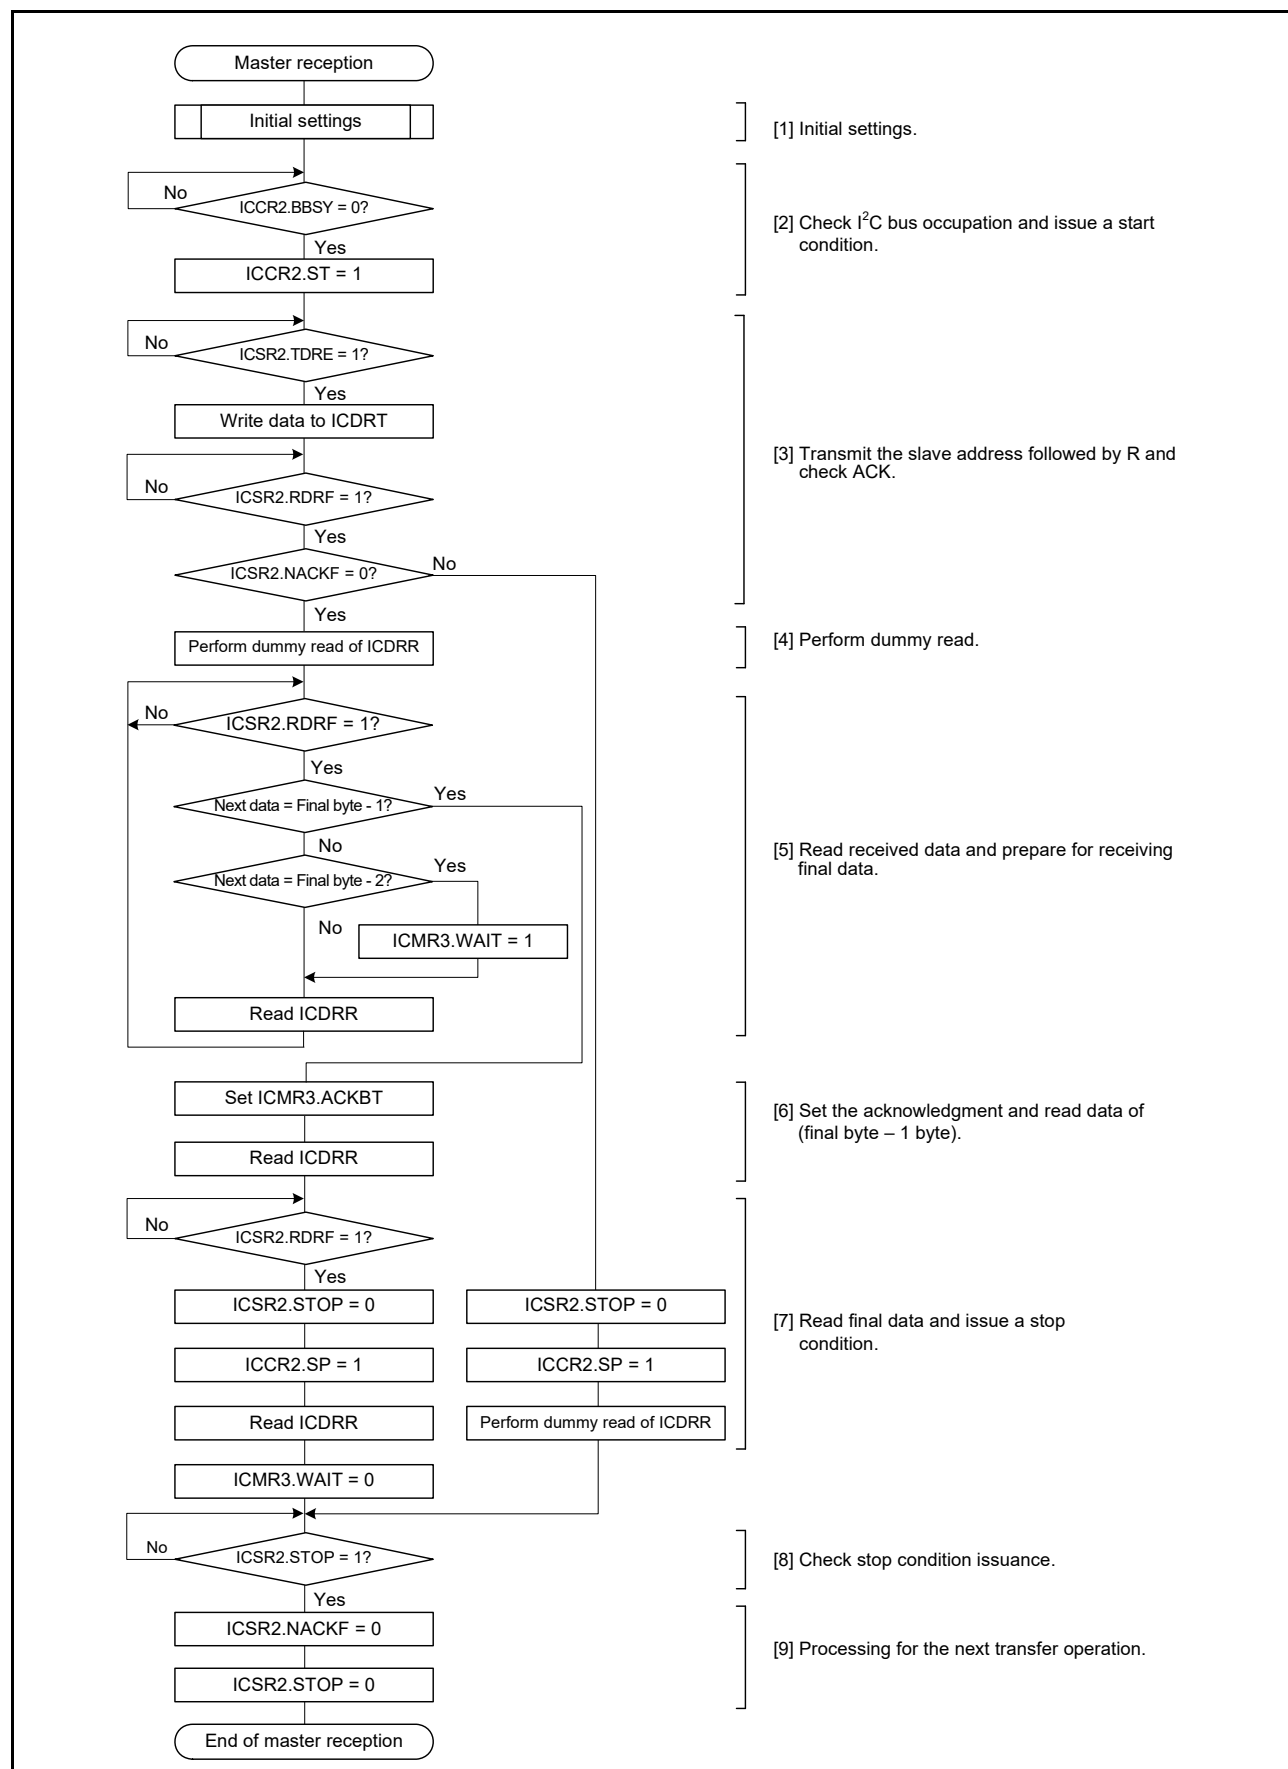 Master reception
Initial settings
[1] Initial settings.
No
ICCR2.BBSY = 0?
Yes
ICCR2.ST = 1
[2] Check I²C bus occupation and issue a start
condition.
No
ICSR2.TDRE = 1?
Yes
Write data to ICDRT
No
ICSR2.RDRF = 1?
Yes
ICSR2.NACKF = 0?
No
Yes
[3] Transmit the slave address followed by R and
check ACK.
Perform dummy read of ICDRR
[4] Perform dummy read.
No
ICSR2.RDRF = 1?
Yes
Next data = Final byte - 1?
Yes
No
Next data = Final byte - 2?
Yes
No
ICMR3.WAIT = 1
Read ICDRR
[5] Read received data and prepare for receiving
final data.
Set ICMR3.ACKBT
Read ICDRR
[6] Set the acknowledgment and read data of
(final byte – 1 byte).
No
ICSR2.RDRF = 1?
Yes
ICSR2.STOP = 0
ICSR2.STOP = 0
ICCR2.SP = 1
ICCR2.SP = 1
Read ICDRR
Perform dummy read of ICDRR
[7] Read final data and issue a stop
condition.
ICMR3.WAIT = 0
No
ICSR2.STOP = 1?
Yes
[8] Check stop condition issuance.
ICSR2.NACKF = 0
ICSR2.STOP = 0
[9] Processing for the next transfer operation.
End of master reception